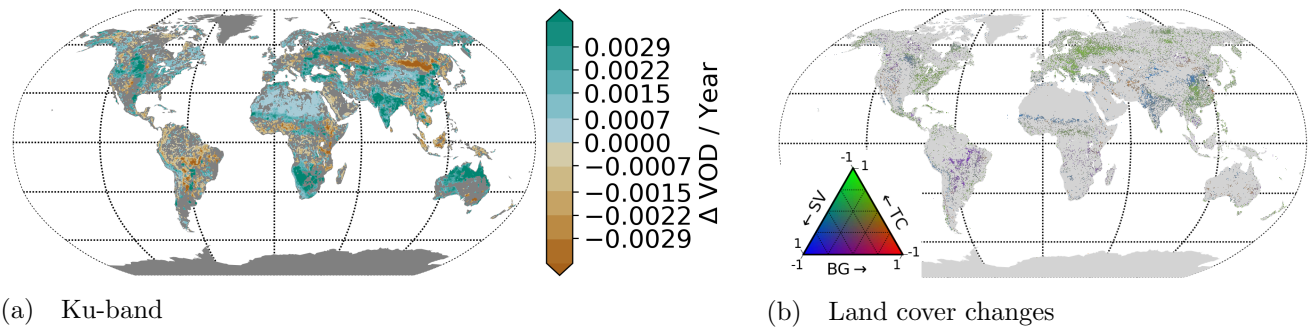 0.0029
0.0022
0.0015
0.0007
0.0000
−0.0007
−0.0015
−0.0022
−0.0029
Δ VOD / Year
-1 1
← SV
← TC
1 -1
-1 1
BG →
(a) Ku-band
(b) Land cover changes